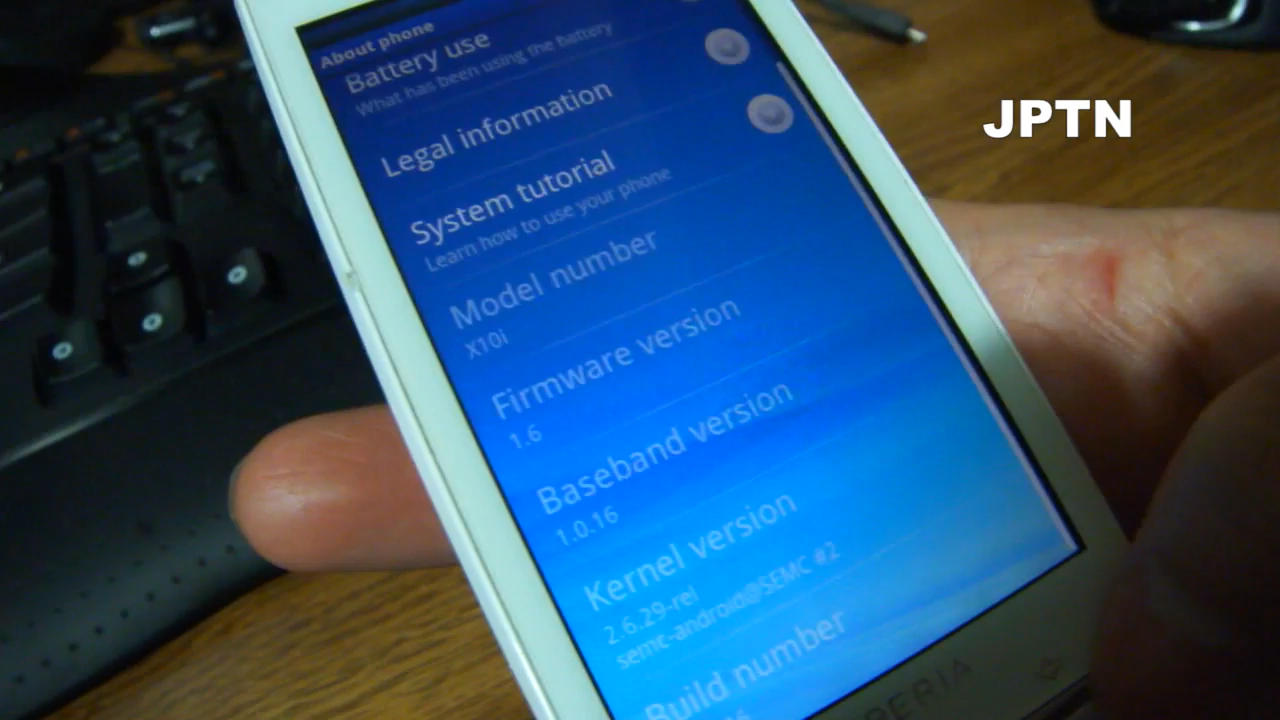 About phone
Battery use
What has been using the battery
Legal information
System tutorial
Learn how to use your phone
Model number
X10i
Firmware version
1.6
Baseband version
1.0.16
Kernel version
2.6.29-rel
semc-android@SEMC #2
Build number
JPTN